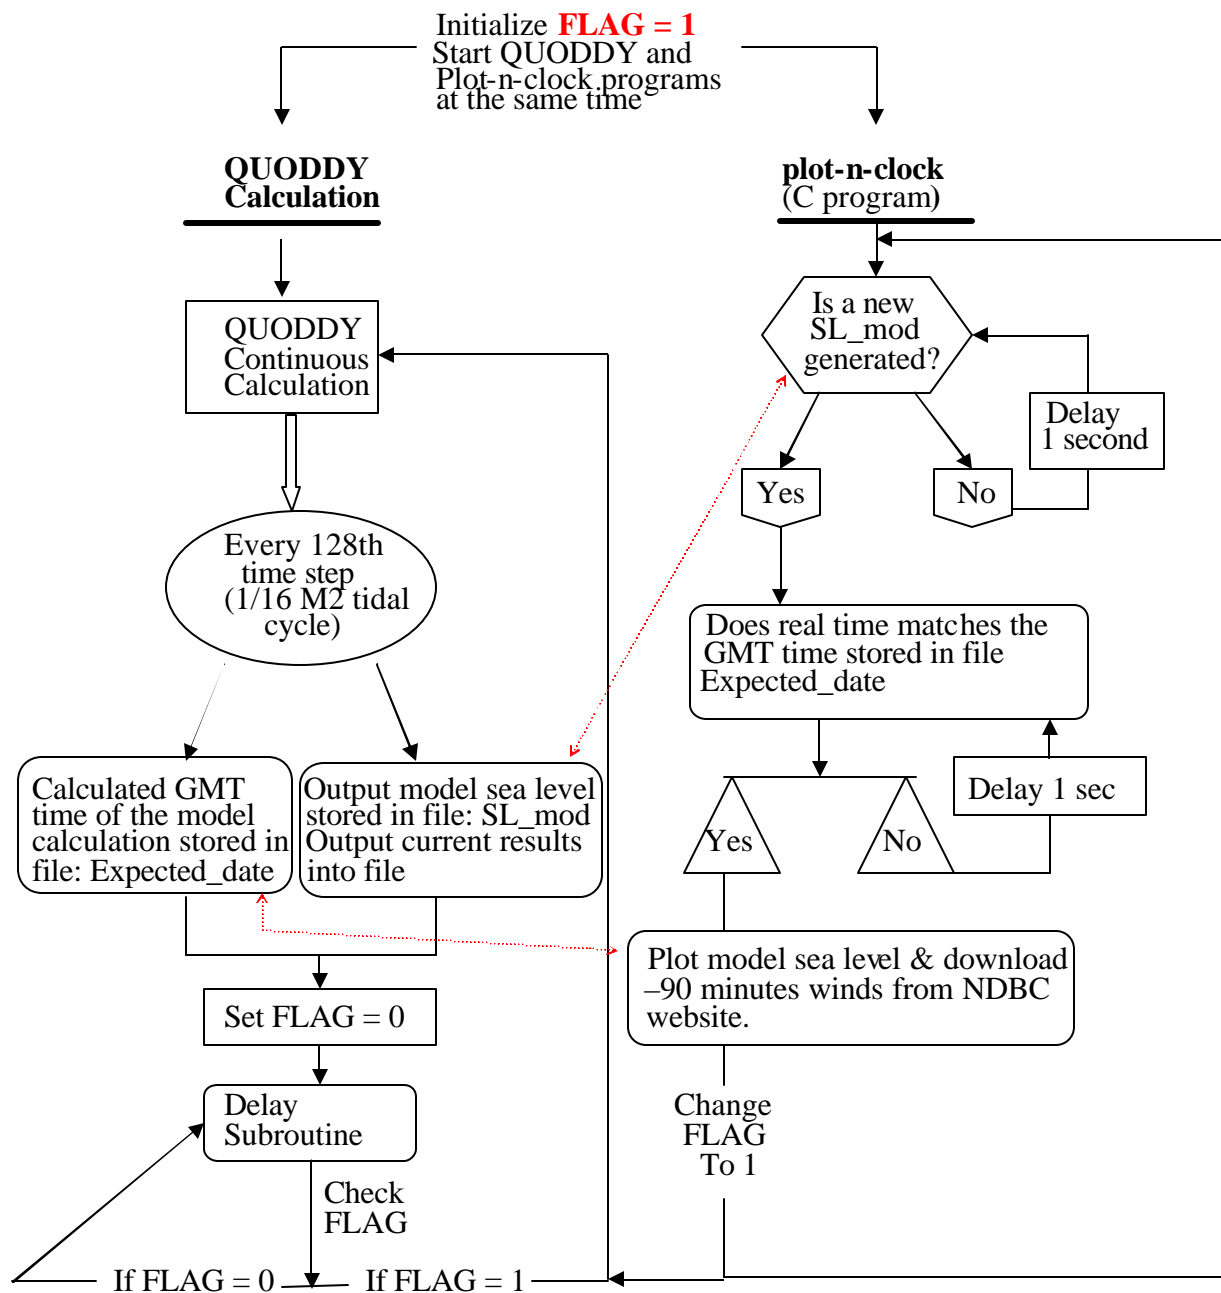 Initialize FLAG = 1
Start QUODDY and
Plot-n-clock programs
at the same time
QUODDY
Calculation
QUODDY
Continuous
Calculation
Every 128th
time step
(1/16 M2 tidal
cycle)
Calculated GMT
time of the model
calculation stored in
file: Expected_date
Output model sea level
stored in file: SL_mod
Output current results
into file
Set FLAG = 0
Delay
Subroutine
Check
FLAG
If FLAG = 0
If FLAG = 1
plot-n-clock
(C program)
Is a new
SL_mod
generated?
Delay
1 second
Yes
No
Does real time matches the
GMT time stored in file
Expected_date
Delay 1 sec
Yes
No
Plot model sea level & download
–90 minutes winds from NDBC
website.
Change
FLAG
To 1